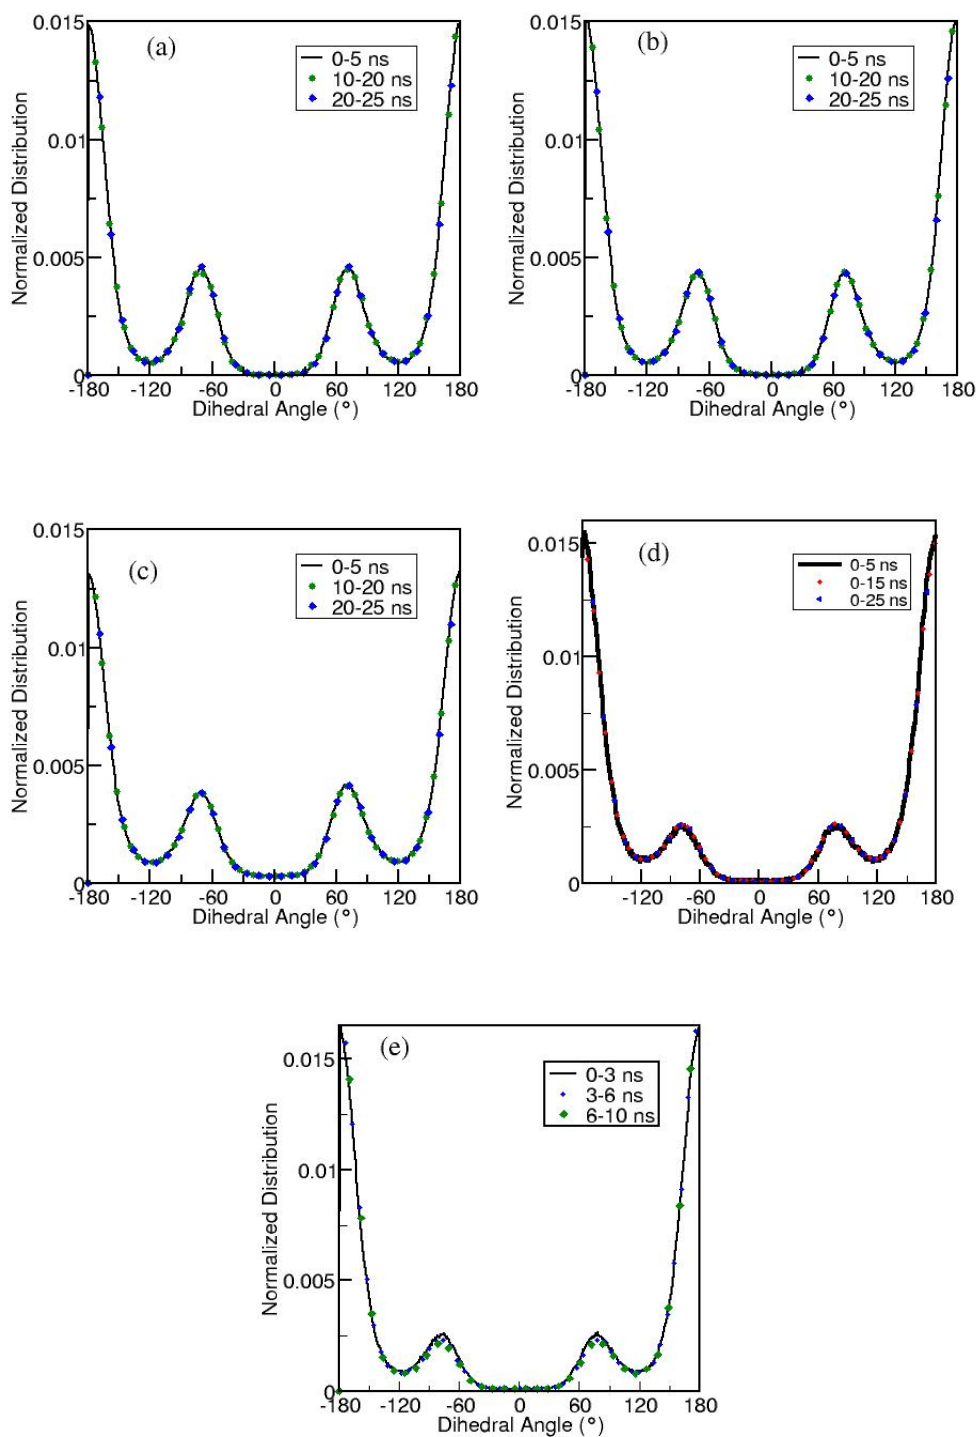 (a)
0-5 ns
10-20 ns
20-25 ns
Normalized Distribution
0.015
0.01
0.005
0
-180 -120 -60 0 60 120 180
Dihedral Angle (°)
(b)
0-5 ns
10-20 ns
20-25 ns
Normalized Distribution
0.015
0.01
0.005
0
-180 -120 -60 0 60 120 180
Dihedral Angle (°)
(c)
0-5 ns
10-20 ns
20-25 ns
Normalized Distribution
0.015
0.01
0.005
0
-180 -120 -60 0 60 120 180
Dihedral Angle (°)
(d)
0-5 ns
0-15 ns
0-25 ns
Normalized Distribution
0.015
0.01
0.005
0
-120 -60 0 60 120 180
Dihedral Angle (°)
(e)
0-3 ns
3-6 ns
6-10 ns
Normalized Distribution
0.015
0.01
0.005
0
-180 -120 -60 0 60 120 180
Dihedral Angle (°)